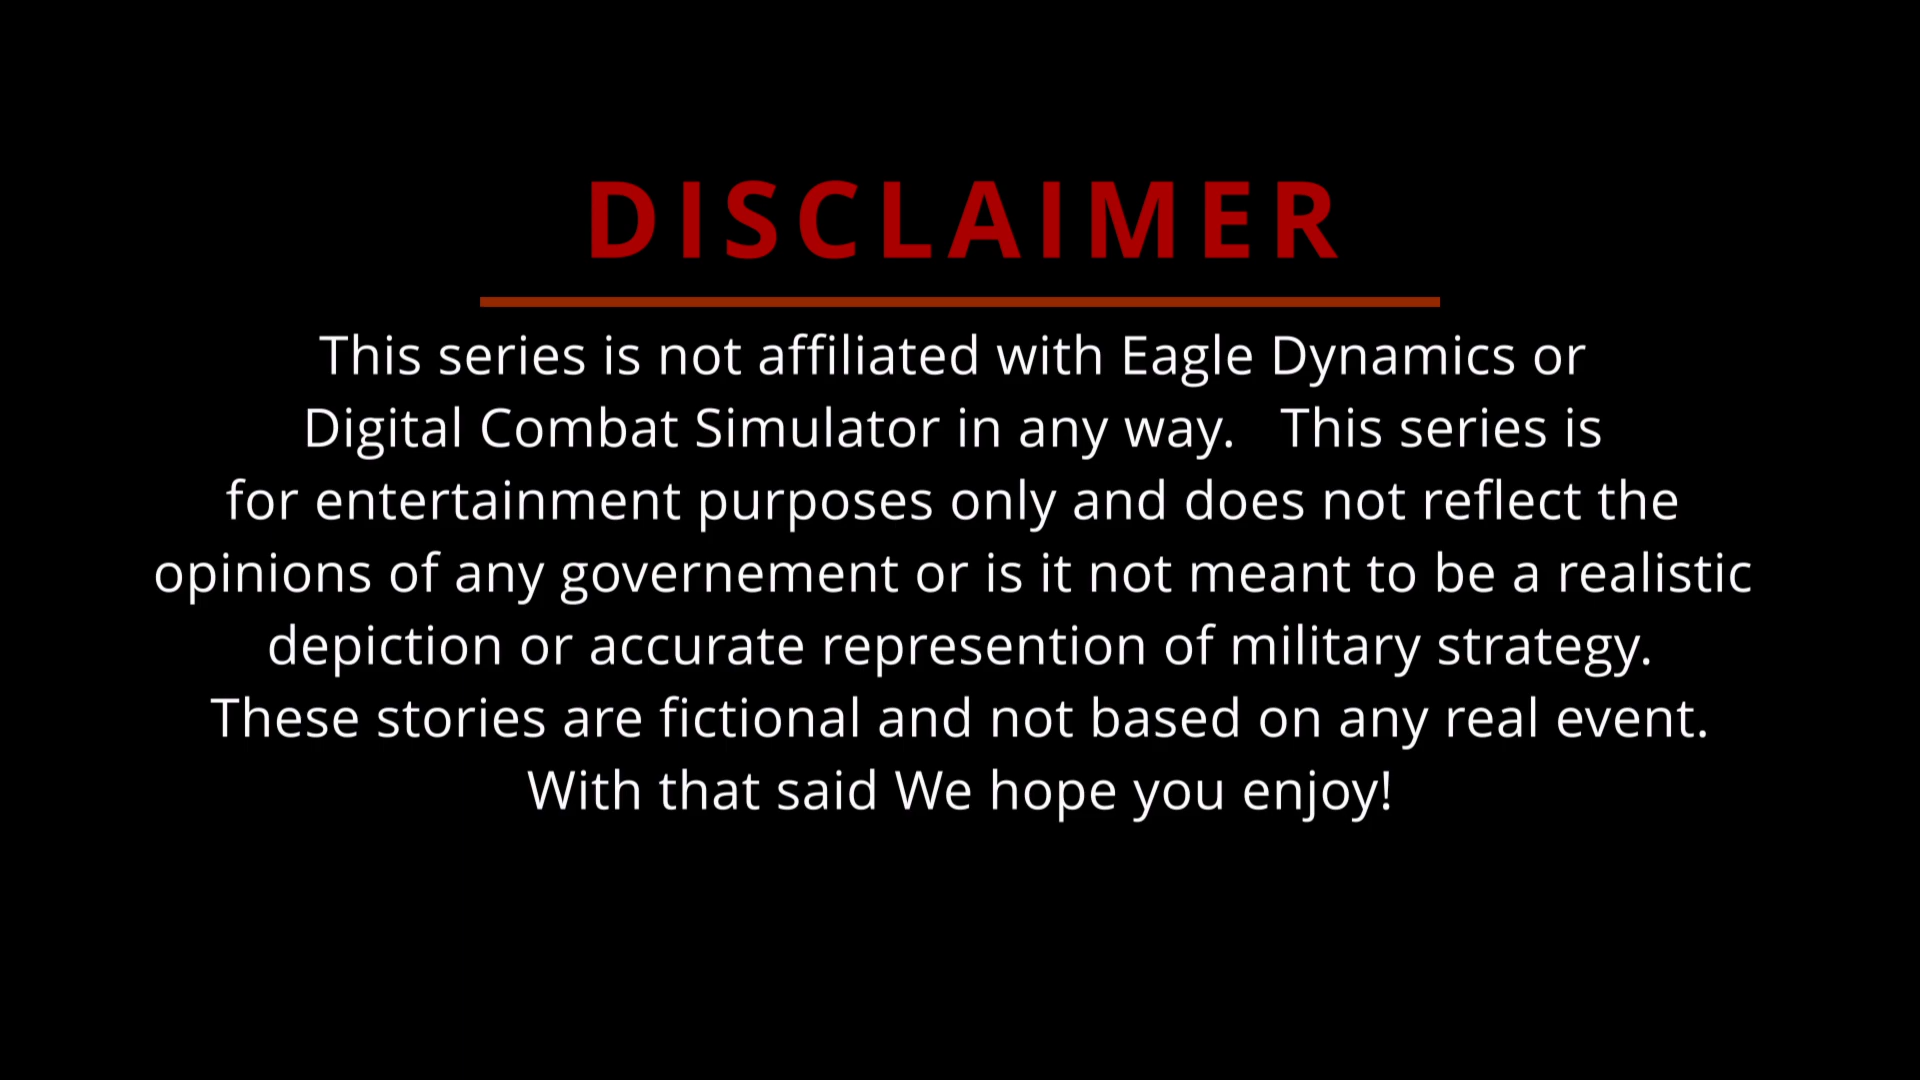 DISCLAIMER
This series is not affiliated with Eagle Dynamics or
Digital Combat Simulator in any way.   This series is
for entertainment purposes only and does not reflect the
opinions of any governement or is it not meant to be a realistic
depiction or accurate represention of military strategy.
These stories are fictional and not based on any real event.
With that said We hope you enjoy!